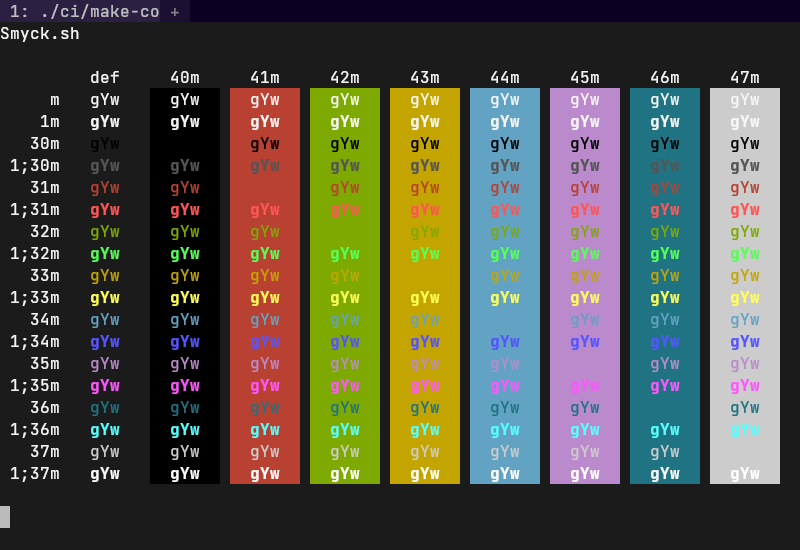 1: ./ci/make-co +
Smyck.sh
def 40m 41m 42m 43m 44m 45m 46m 47m
m gYw gYw gYw gYw gYw gYw gYw gYw gYw
1m gYw gYw gYw gYw gYw gYw gYw gYw gYw
30m gYw gYw gYw gYw gYw gYw gYw gYw
1;30m gYw gYw gYw gYw gYw gYw gYw gYw gYw
31m gYw gYw gYw gYw gYw gYw gYw gYw
1;31m gYw gYw gYw gYw gYw gYw gYw gYw gYw
32m gYw gYw gYw gYw gYw gYw gYw gYw
1;32m gYw gYw gYw gYw gYw gYw gYw gYw gYw
33m gYw gYw gYw gYw gYw gYw gYw gYw
1;33m gYw gYw gYw gYw gYw gYw gYw gYw gYw
34m gYw gYw gYw gYw gYw gYw gYw gYw
1;34m gYw gYw gYw gYw gYw gYw gYw gYw gYw
35m gYw gYw gYw gYw gYw gYw gYw gYw
1;35m gYw gYw gYw gYw gYw gYw gYw gYw gYw
36m gYw gYw gYw gYw gYw gYw gYw gYw
1;36m gYw gYw gYw gYw gYw gYw gYw gYw gYw
37m gYw gYw gYw gYw gYw gYw gYw gYw
1;37m gYw gYw gYw gYw gYw gYw gYw gYw gYw